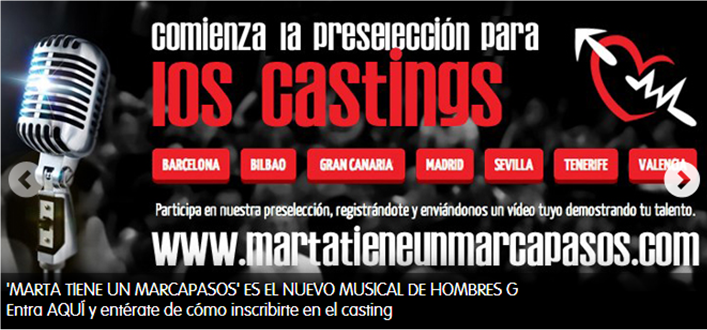 comienza la preselección para
los castings
BARCELONA BILBAO GRAN CANARIA MADRID SEVILLA TENERIFE VALENCIA
Participa en nuestra preselección, registrándote y enviándonos un vídeo tuyo demostrando tu talento.
www.martatieneunmarcapasos.com
'MARTA TIENE UN MARCAPASOS' ES EL NUEVO MUSICAL DE HOMBRES G
Entra AQUÍ y entérate de cómo inscribirte en el casting